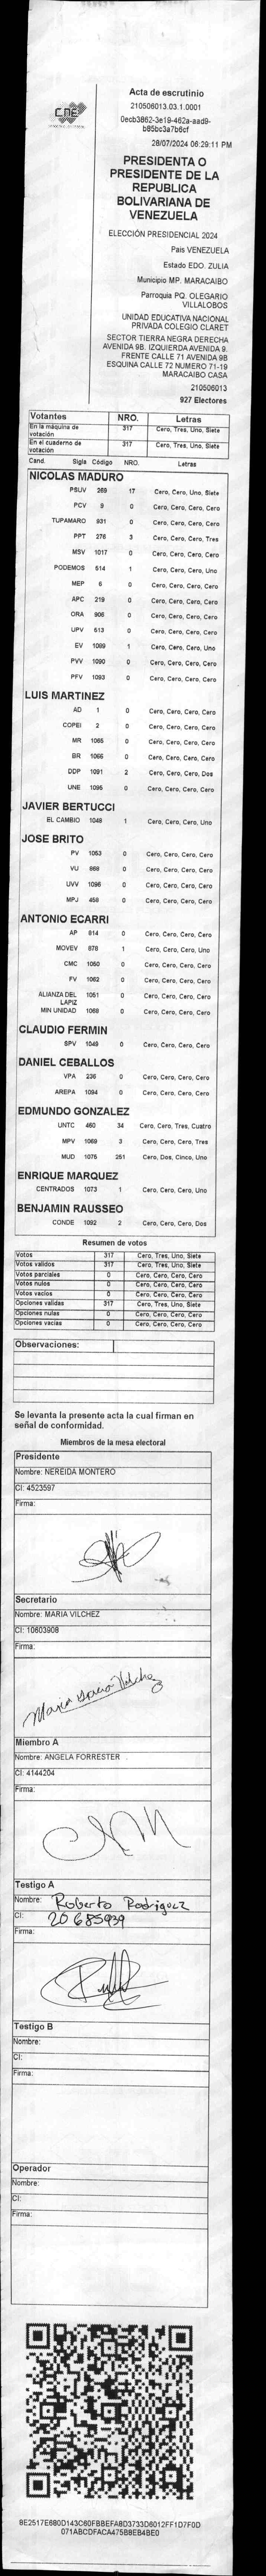 CNE
Acta de escrutinio
210506013.03.1.0001
0ecb3862-3e19-462a-aad9-
b85bc3a7b6cf
28/07/2024 06:29:11 PM
PRESIDENTA O
PRESIDENTE DE LA
REPUBLICA
BOLIVARIANA DE
VENEZUELA
ELECCIÓN PRESIDENCIAL 2024
Pais VENEZUELA
Estado EDO. ZULIA
Municipio MP. MARACAIBO
Parroquia PQ. OLEGARIO
VILLALOBOS
UNIDAD EDUCATIVA NACIONAL
PRIVADA COLEGIO CLARET
SECTOR TIERRA NEGRA DERECHA
AVENIDA 9B. IZQUIERDA AVENIDA 9.
FRENTE CALLE 71 AVENIDA 9B
ESQUINA CALLE 72 NUMERO 71-19
MARACAIBO CASA
210506013
927 Electores
Votantes NRO. Letras
En la máquina de votación 317 Cero, Tres, Uno, Siete
En el cuaderno de votación 317 Cero, Tres, Uno, Siete
Cand. Sigla Código NRO. Letras
NICOLAS MADURO
PSUV 269 17 Cero, Cero, Uno, Siete
PCV 9 0 Cero, Cero, Cero, Cero
TUPAMARO 931 0 Cero, Cero, Cero, Cero
PPT 276 3 Cero, Cero, Cero, Tres
MSV 1017 0 Cero, Cero, Cero, Cero
PODEMOS 514 1 Cero, Cero, Cero, Uno
MEP 6 0 Cero, Cero, Cero, Cero
APC 219 0 Cero, Cero, Cero, Cero
ORA 906 0 Cero, Cero, Cero, Cero
UPV 613 0 Cero, Cero, Cero, Cero
EV 1089 1 Cero, Cero, Cero, Uno
PVV 1090 0 Cero, Cero, Cero, Cero
PFV 1093 0 Cero, Cero, Cero, Cero
LUIS MARTINEZ
AD 1 0 Cero, Cero, Cero, Cero
COPEI 2 0 Cero, Cero, Cero, Cero
MR 1065 0 Cero, Cero, Cero, Cero
BR 1066 0 Cero, Cero, Cero, Cero
DDP 1091 2 Cero, Cero, Cero, Dos
UNE 1095 0 Cero, Cero, Cero, Cero
JAVIER BERTUCCI
EL CAMBIO 1048 1 Cero, Cero, Cero, Uno
JOSE BRITO
PV 1053 0 Cero, Cero, Cero, Cero
VU 868 0 Cero, Cero, Cero, Cero
UVV 1096 0 Cero, Cero, Cero, Cero
MPJ 458 0 Cero, Cero, Cero, Cero
ANTONIO ECARRI
AP 814 0 Cero, Cero, Cero, Cero
MOVEV 878 1 Cero, Cero, Cero, Uno
CMC 1050 0 Cero, Cero, Cero, Cero
FV 1062 0 Cero, Cero, Cero, Cero
ALIANZA DEL LAPIZ 1051 0 Cero, Cero, Cero, Cero
MIN UNIDAD 1068 0 Cero, Cero, Cero, Cero
CLAUDIO FERMIN
SPV 1049 0 Cero, Cero, Cero, Cero
DANIEL CEBALLOS
VPA 236 0 Cero, Cero, Cero, Cero
AREPA 1094 0 Cero, Cero, Cero, Cero
EDMUNDO GONZALEZ
UNTC 460 34 Cero, Cero, Tres, Cuatro
MPV 1069 3 Cero, Cero, Cero, Tres
MUD 1075 251 Cero, Dos, Cinco, Uno
ENRIQUE MARQUEZ
CENTRADOS 1073 1 Cero, Cero, Cero, Uno
BENJAMIN RAUSSEO
CONDE 1092 2 Cero, Cero, Cero, Dos
Resumen de votos
Votos 317 Cero, Tres, Uno, Siete
Votos validos 317 Cero, Tres, Uno, Siete
Votos parciales 0 Cero, Cero, Cero, Cero
Votos nulos 0 Cero, Cero, Cero, Cero
Votos vacios 0 Cero, Cero, Cero, Cero
Opciones validas 317 Cero, Tres, Uno, Siete
Opciones nulas 0 Cero, Cero, Cero, Cero
Opciones vacias 0 Cero, Cero, Cero, Cero
Observaciones:
Se levanta la presente acta la cual firman en
señal de conformidad.
Miembros de la mesa electoral
Presidente
Nombre: NEREIDA MONTERO
CI: 4523597
Firma:
Secretario
Nombre: MARIA VILCHEZ
CI: 10603908
Firma:
Miembro A
Nombre: ANGELA FORRESTER
CI: 4144204
Firma:
Testigo A
Nombre: Roberto Rodriguez
CI: 20685939
Firma:
Testigo B
Nombre:
CI:
Firma:
Operador
Nombre:
CI:
Firma:
8E2517E680D143C60FBBEFA8D3733D6012FF1D7F0D
071ABCDFACA475B8EB4BE0